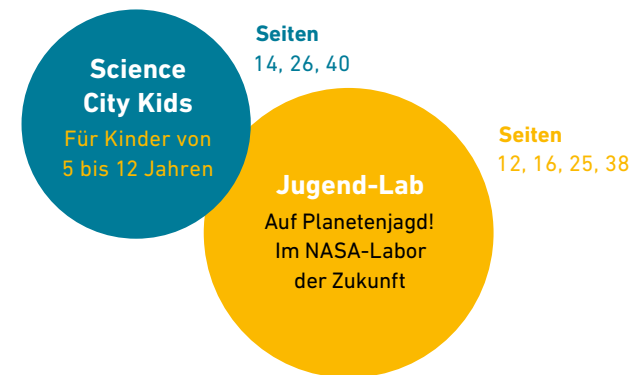 Science
City Kids
Für Kinder von
5 bis 12 Jahren
Seiten
14, 26, 40
Jugend-Lab
Auf Planetenjagd!
Im NASA-Labor
der Zukunft
Seiten
12, 16, 25, 38